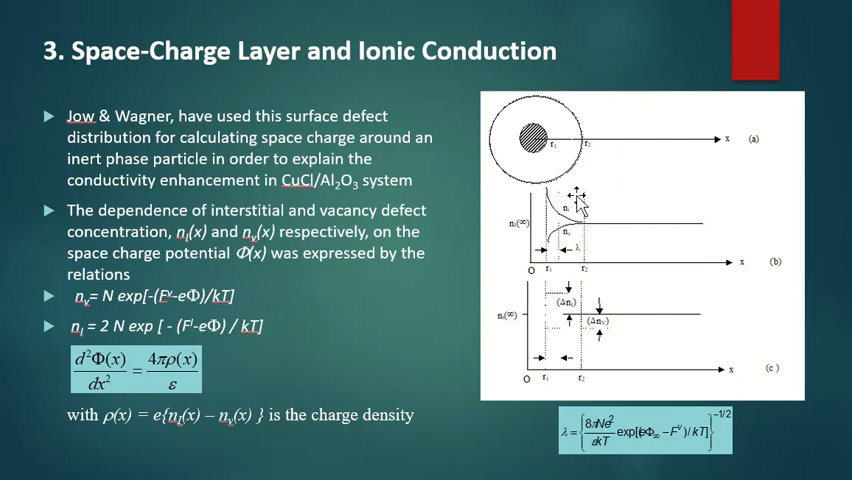 3. Space-Charge Layer and Ionic Conduction
Jow & Wagner, have used this surface defect
distribution for calculating space charge around an
inert phase particle in order to explain the
conductivity enhancement in CuCl/Al₂O₃ system
The dependence of interstitial and vacancy defect
concentration, nᵢ(x) and nᵥ(x) respectively, on the
space charge potential Φ(x) was expressed by the
relations
nᵥ= N exp[-(Fᵛ-eΦ)/kT]
nᵢ = 2 N exp [ - (Fᴵ-eΦ) / kT]
d²Φ(x)/dx² = 4πρ(x)/ε
with ρ(x) = e{n_I(x) – nᵥ(x) } is the charge density
r₁ r₂ x (a)
nᵢ
nᵢ(∞)
nᵥ
λ
O r₁ r₂ x (b)
(Δnᵢ)
nᵢ(∞) (Δnᵥ)
O r₁ r₂ x (c)
λ = {8πNe²/εkT exp[(eΦ∞ – Fᵛ)/kT]}^–1/2